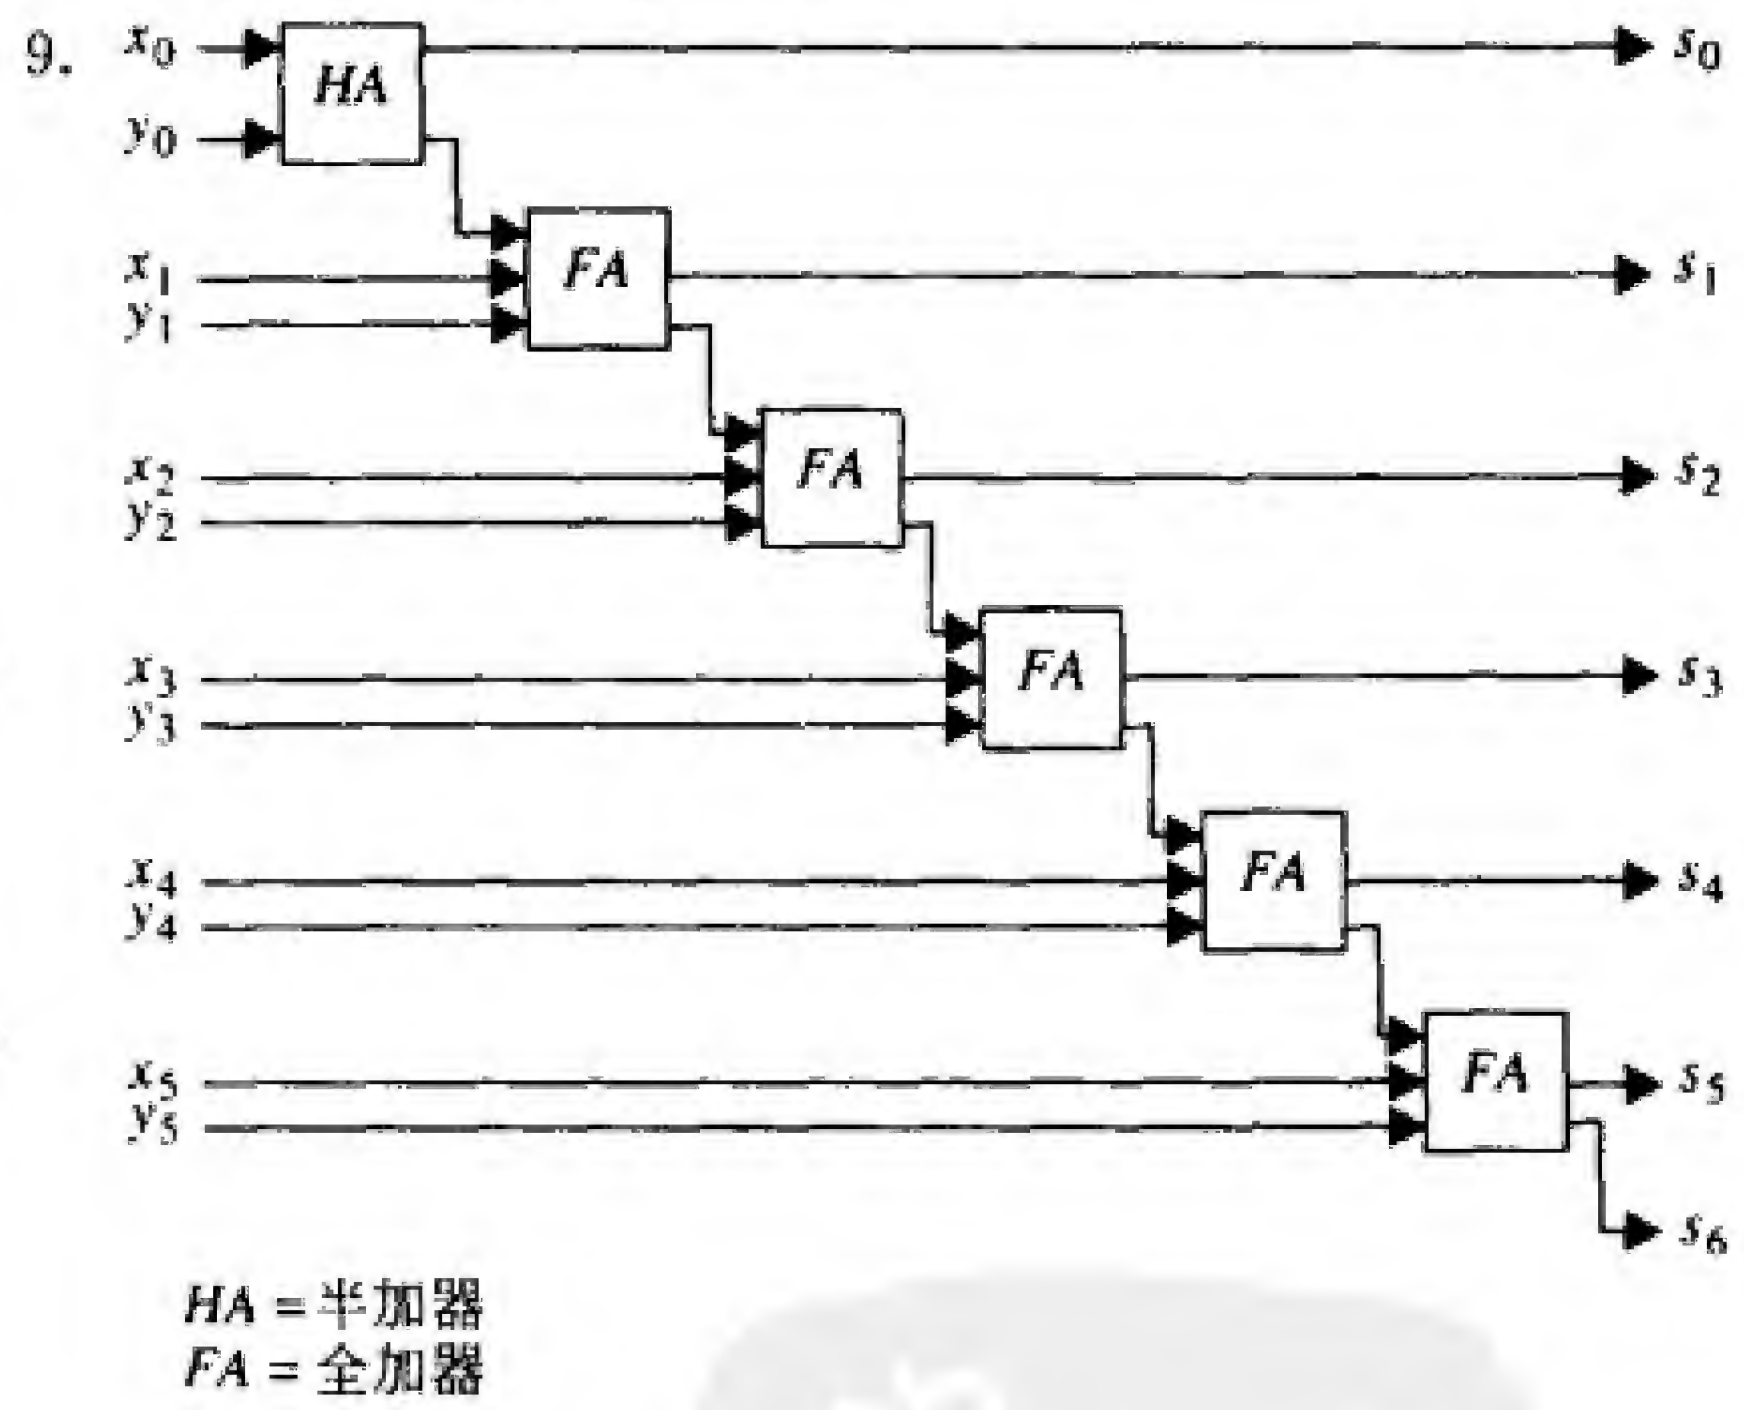 9. x0 HA s0
y0
x1 FA s1
y1
x2 FA s2
y2
x3 FA s3
y3
x4 FA s4
y4
x5 FA s5
y5
s6
HA = 半加器
FA = 全加器